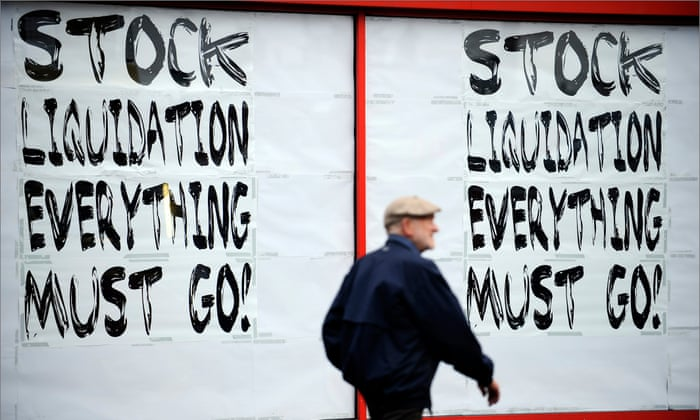 STOCK
LIQUIDATION
EVERYTHING
MUST GO!
STOCK
LIQUIDATION
EVERYTHING
MUST GO!